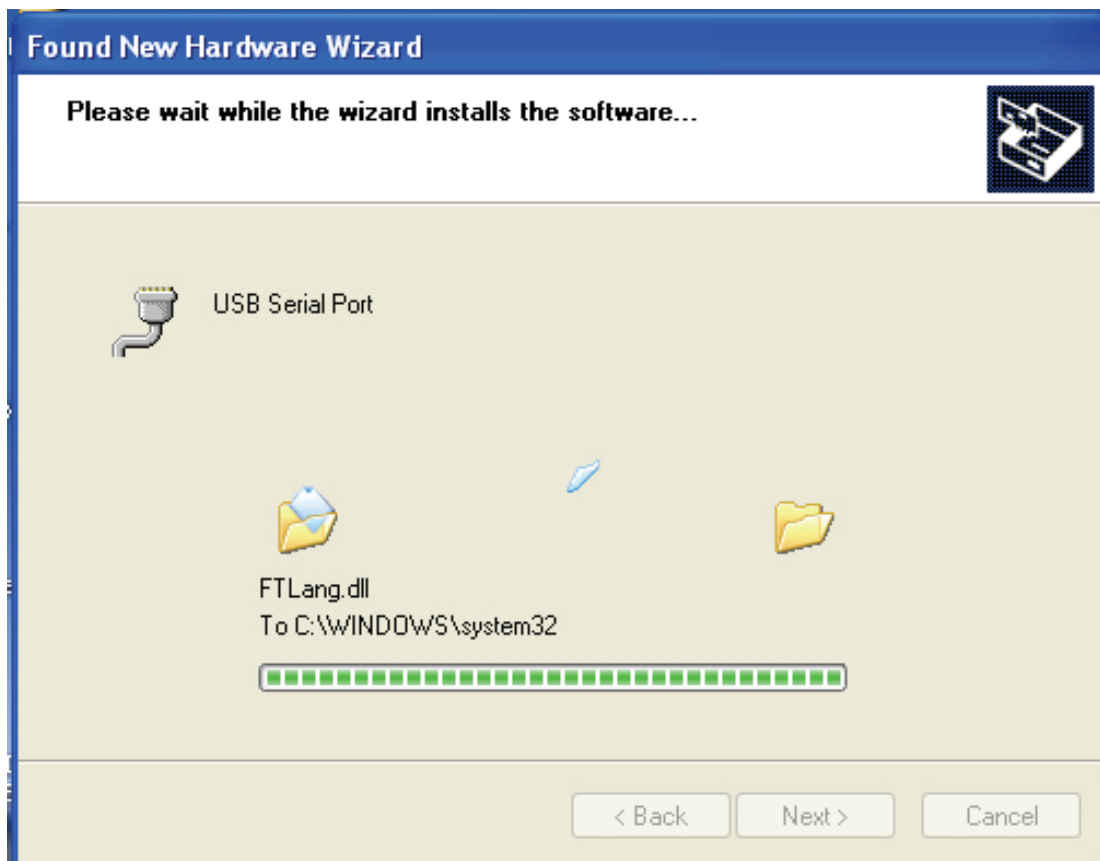 Found New Hardware Wizard
Please wait while the wizard installs the software...
USB Serial Port
FTLang.dll
To C:\WINDOWS\system32
< Back
Next >
Cancel